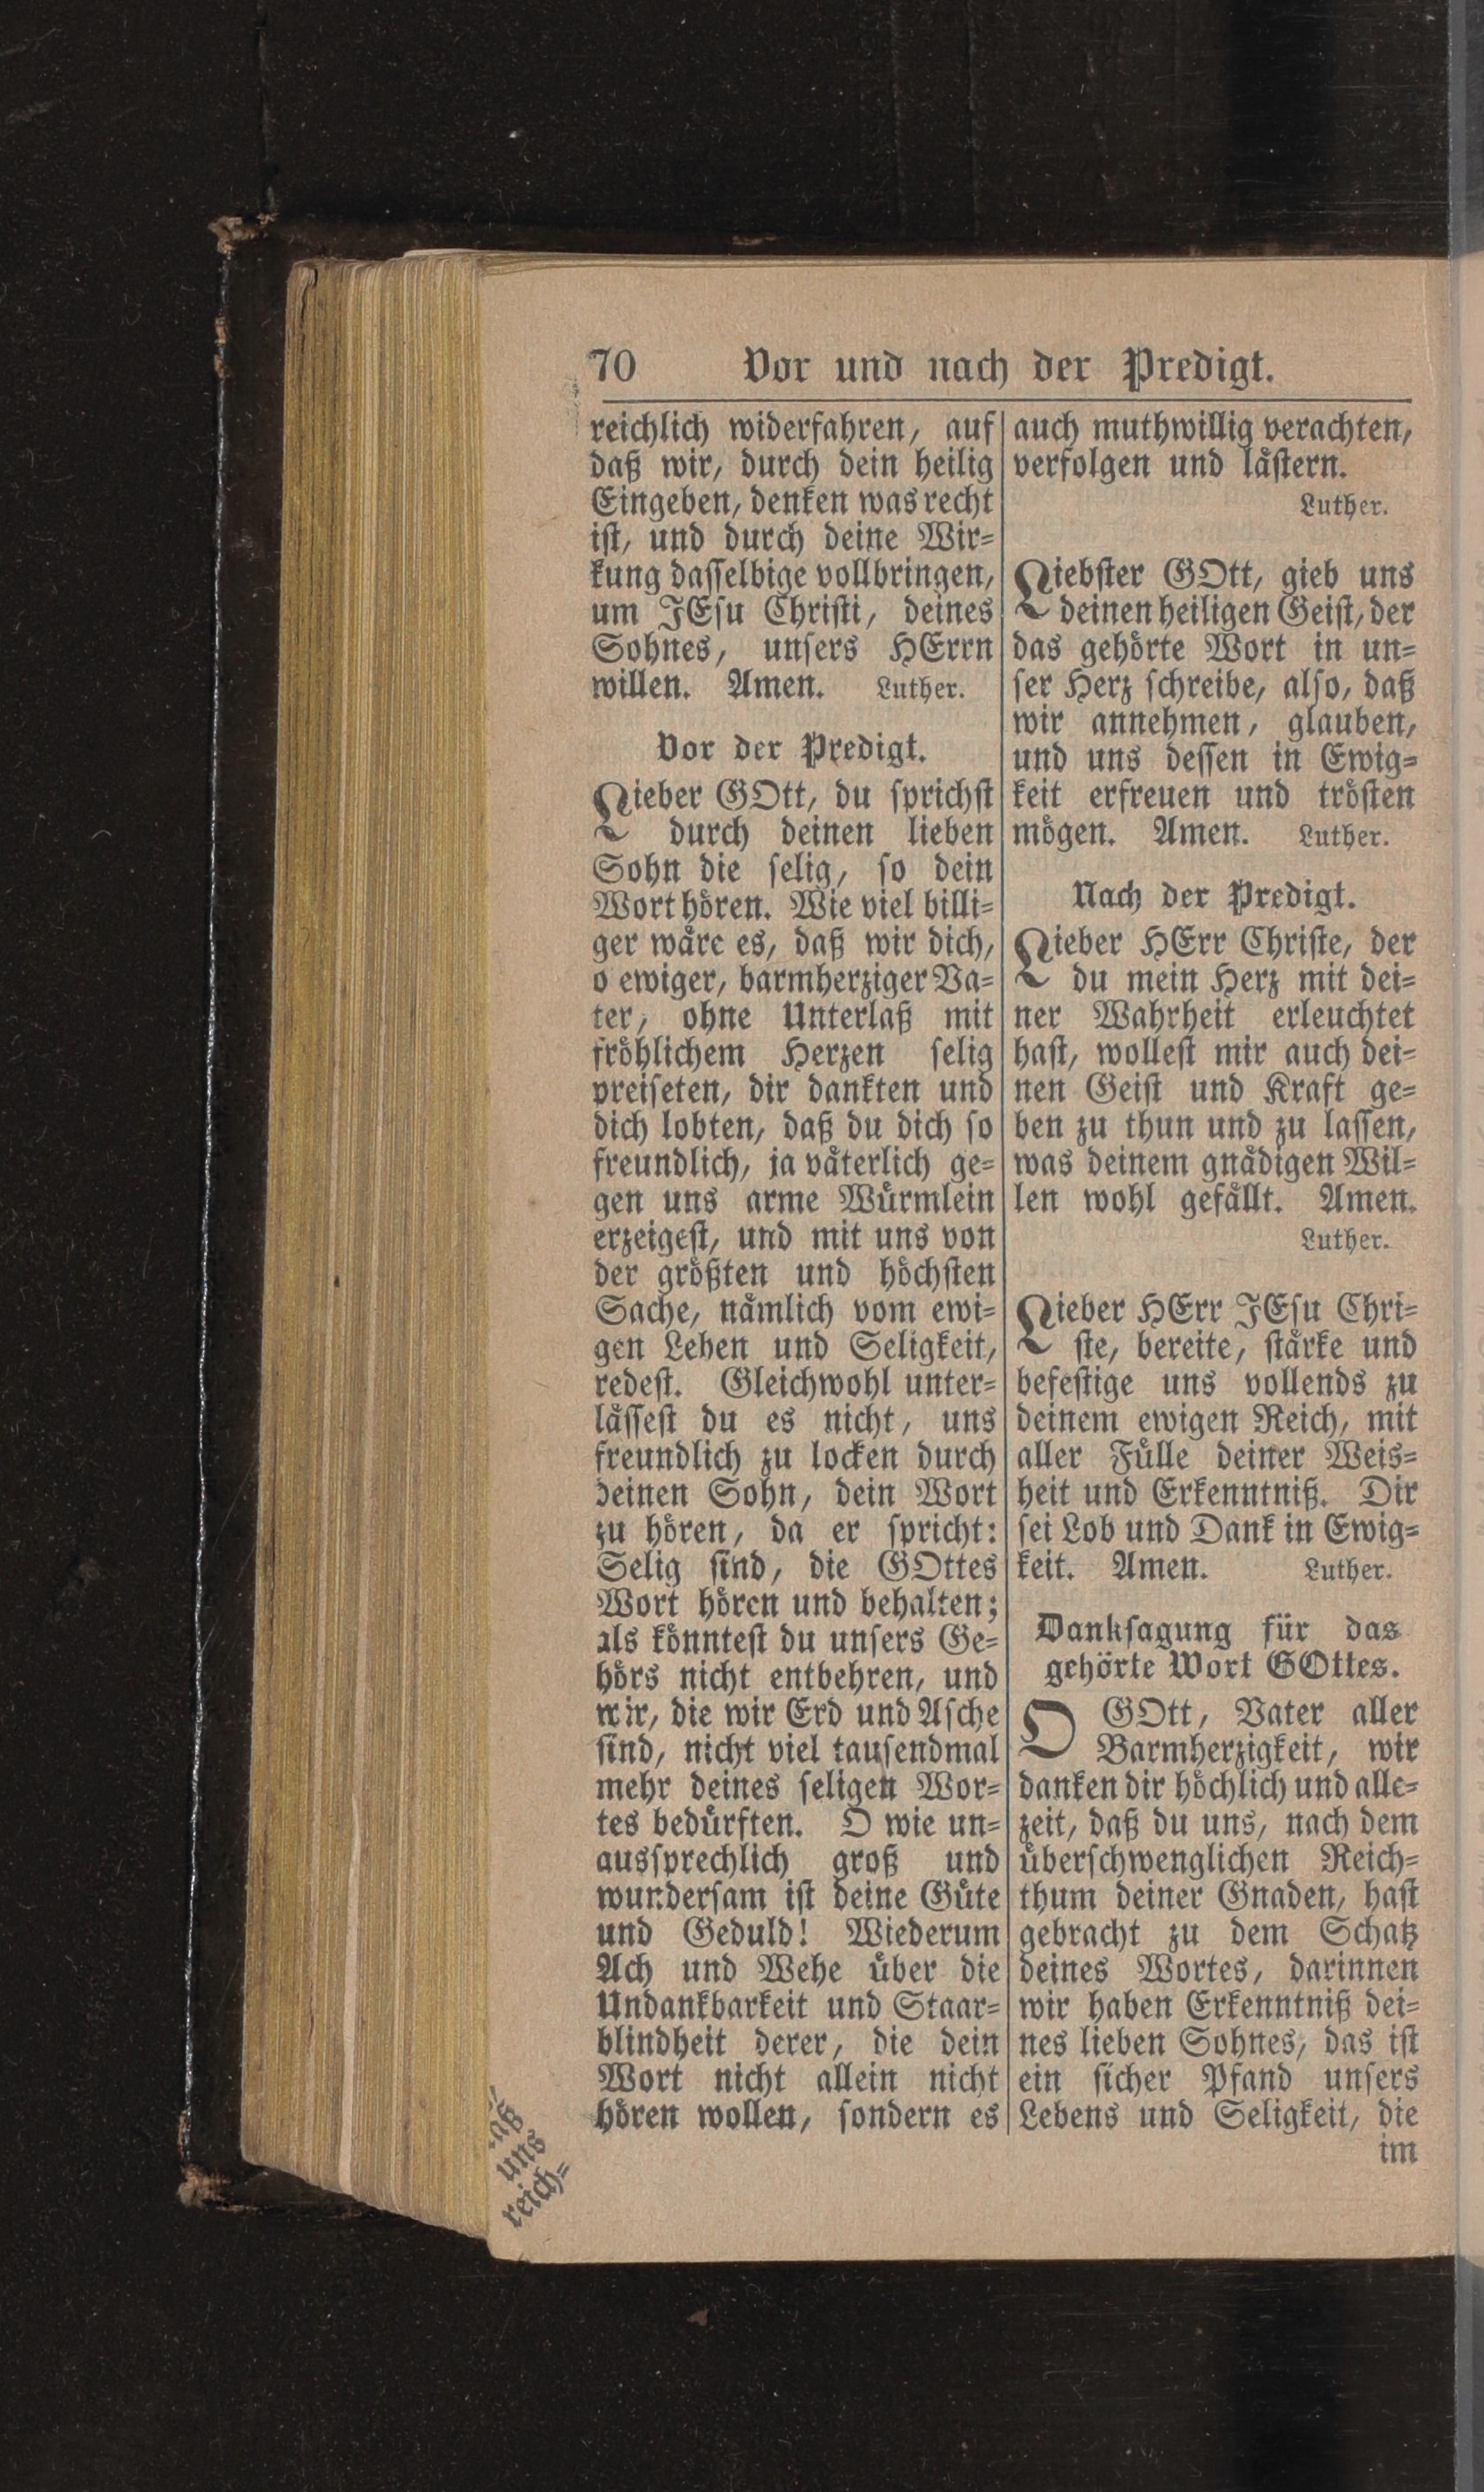 70 Vor und nach der Predigt.
reichlich widerfahren, auf
daß wir, durch dein heilig
Eingeben, denken was recht
ist, und durch deine Wir=
kung dasselbige vollbringen,
um JEsu Christi, deines
Sohnes, unsers HErrn
willen. Amen. Luther.
Vor der Predigt.
Lieber GOtt, du sprichst
durch deinen lieben
Sohn die selig, so dein
Wort hören. Wie viel billi=
ger wäre es, daß wir dich,
o ewiger, barmherziger Va=
ter, ohne Unterlaß mit
fröhlichem Herzen selig
preiseten, dir dankten und
dich lobten, daß du dich so
freundlich, ja väterlich ge=
gen uns arme Würmlein
erzeigest, und mit uns von
der größten und höchsten
Sache, nämlich vom ewi=
gen Leben und Seligkeit,
redest. Gleichwohl unter=
lässest du es nicht, uns
freundlich zu locken durch
deinen Sohn, dein Wort
zu hören, da er spricht:
Selig sind, die GOttes
Wort hören und behalten;
als könntest du unsers Ge=
hörs nicht entbehren, und
wir, die wir Erd und Asche
sind, nicht viel tausendmal
mehr deines seligen Wor=
tes bedürften. O wie un=
aussprechlich groß und
wundersam ist deine Güte
und Geduld! Wiederum
Ach und Wehe über die
Undankbarkeit und Staar=
blindheit derer, die dein
Wort nicht allein nicht
hören wollen, sondern es
auch muthwillig verachten,
verfolgen und lästern.
Luther.
Liebster GOtt, gieb uns
deinen heiligen Geist, der
das gehörte Wort in un=
ser Herz schreibe, also, daß
wir annehmen, glauben,
und uns dessen in Ewig=
keit erfreuen und trösten
mögen. Amen. Luther.
Nach der Predigt.
Lieber HErr Christe, der
du mein Herz mit dei=
ner Wahrheit erleuchtet
hast, wollest mir auch dei=
nen Geist und Kraft ge=
ben zu thun und zu lassen,
was deinem gnädigen Wil=
len wohl gefällt. Amen.
Luther.
Lieber HErr JEsu Chri=
ste, bereite, stärke und
befestige uns vollends zu
deinem ewigen Reich, mit
aller Fülle deiner Weis=
heit und Erkenntniß. Dir
sei Lob und Dank in Ewig=
keit. Amen. Luther.
Danksagung für das
gehörte Wort GOttes.
O GOtt, Vater aller
Barmherzigkeit, wir
danken dir höchlich und alle=
zeit, daß du uns, nach dem
überschwenglichen Reich=
thum deiner Gnaden, hast
gebracht zu dem Schatz
deines Wortes, darinnen
wir haben Erkenntniß dei=
nes lieben Sohnes, das ist
ein sicher Pfand unsers
Lebens und Seligkeit, die
im
uns
reich=